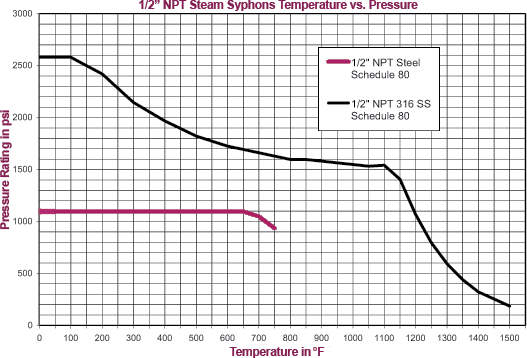 1/2" NPT Steam Syphons Temperature vs. Pressure
3000
2500
2000
1500
1000
500
0
Pressure Rating in psi
1/2" NPT Steel
Schedule 80
1/2" NPT 316 SS
Schedule 80
0 100 200 300 400 500 600 700 800 900 1000 1100 1200 1300 1400 1500
Temperature in °F